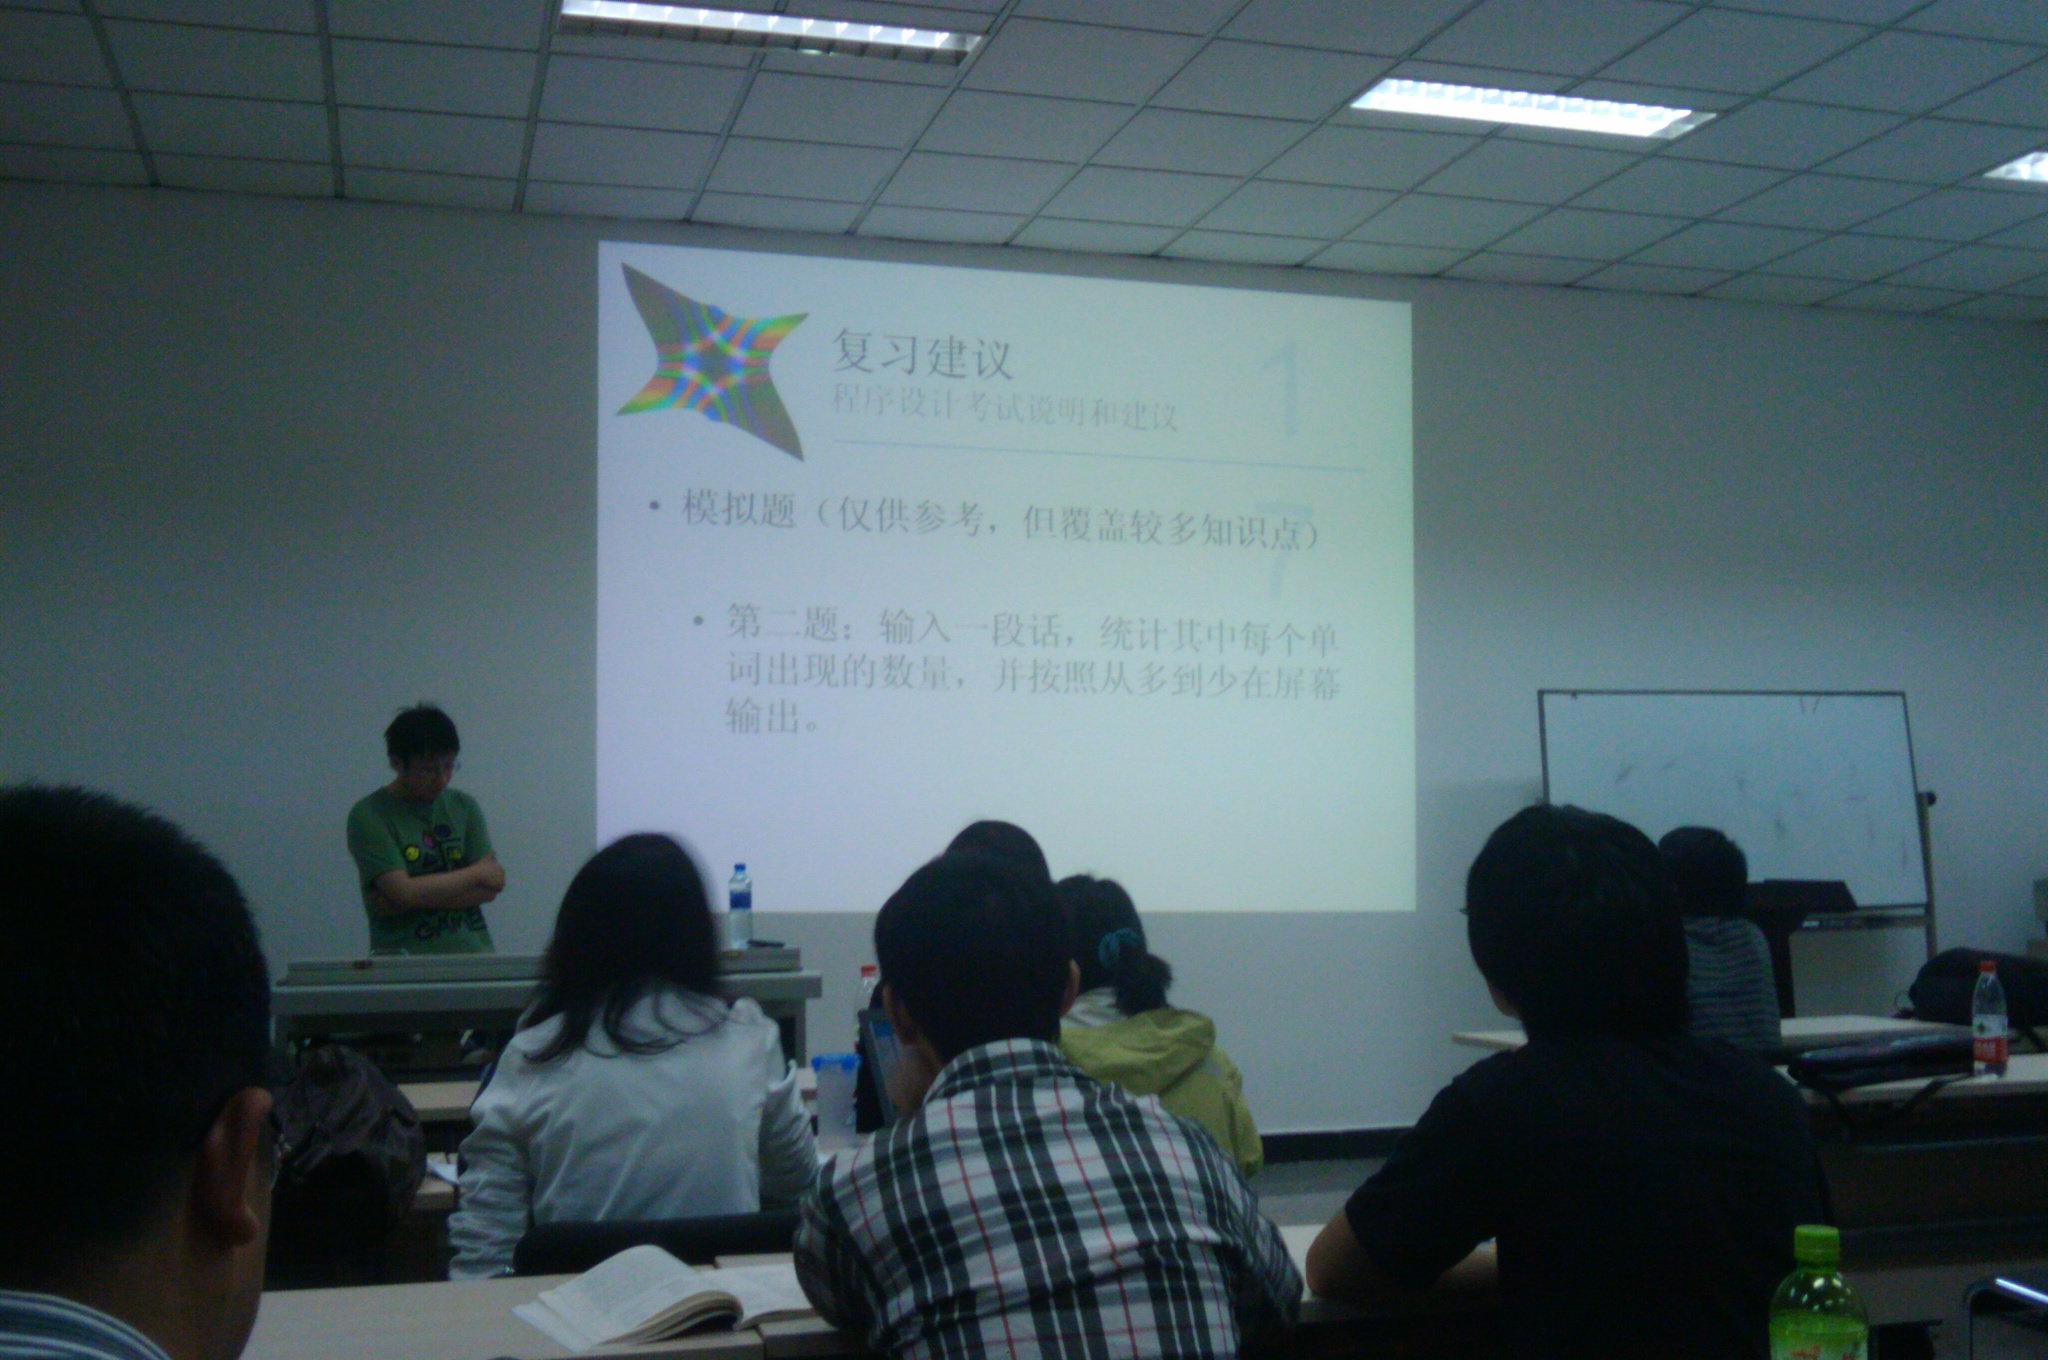 复习建议
程序设计考试说明和建议
1
7
• 模拟题（仅供参考，但覆盖较多知识点）
• 第二题：输入一段话，统计其中每个单
词出现的数量，并按照从多到少在屏幕
输出。
GAME